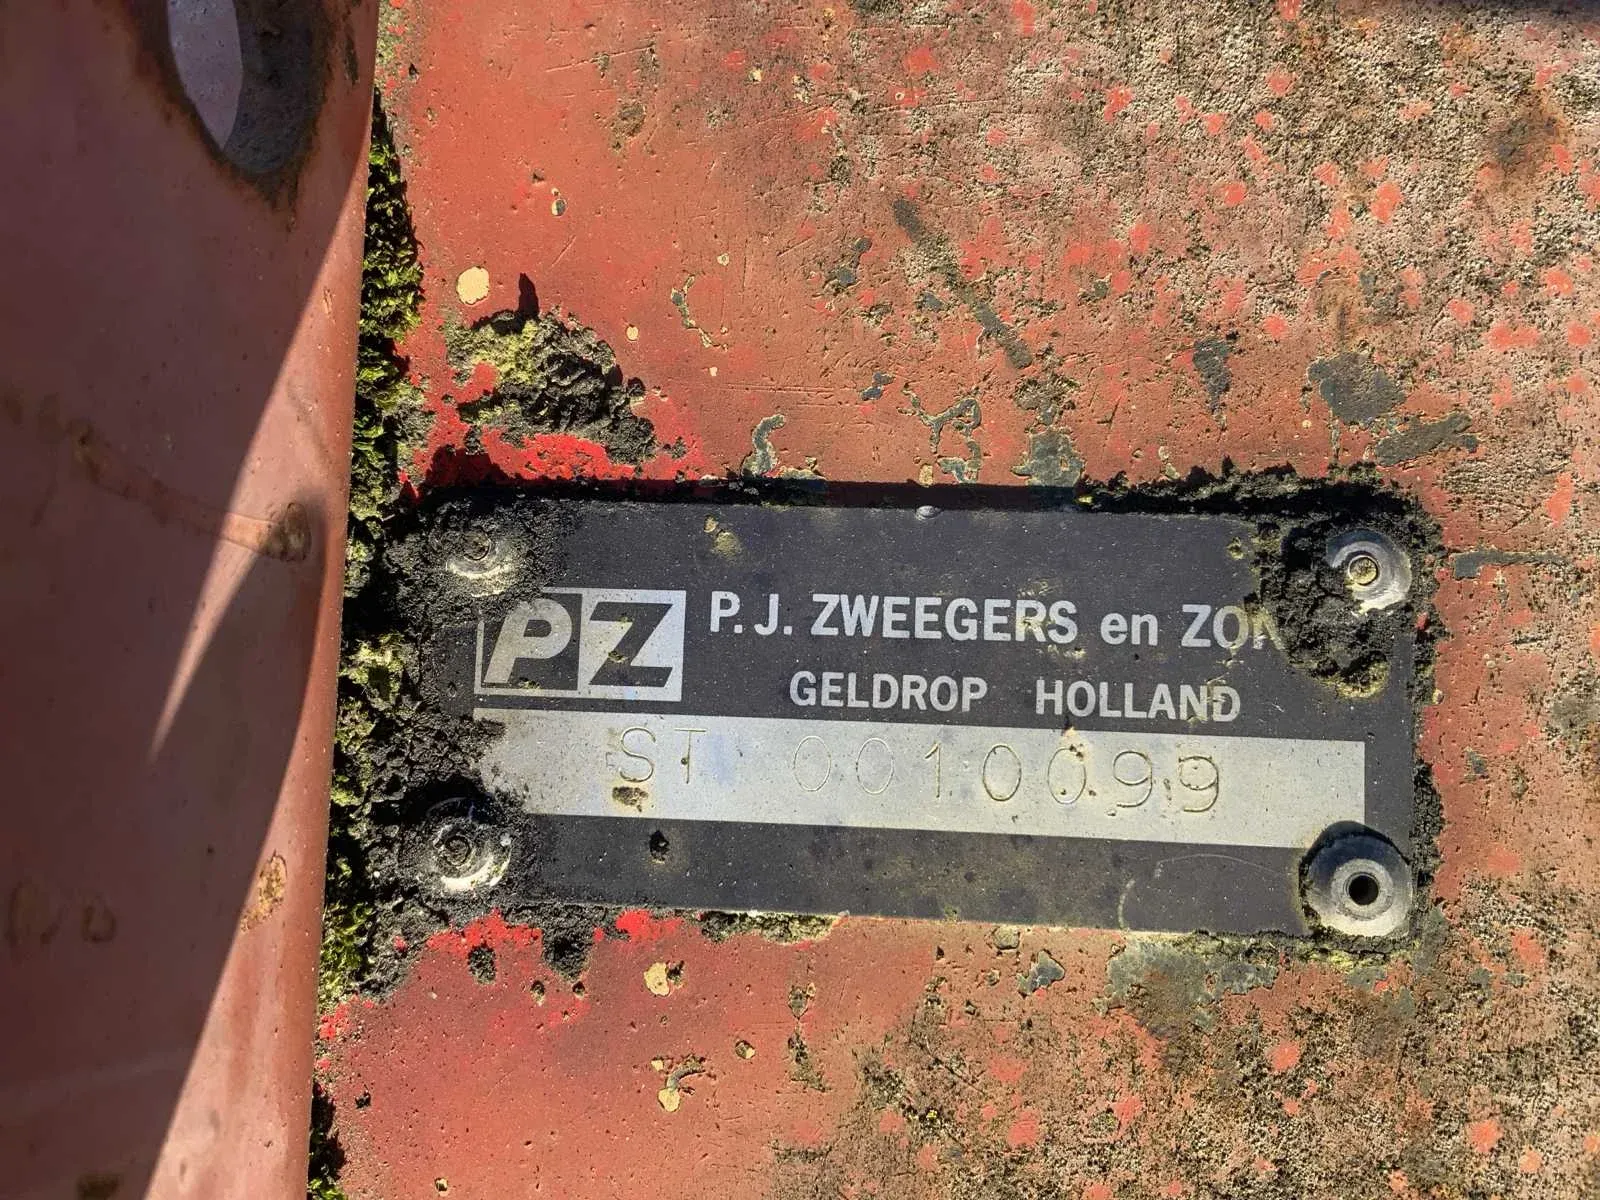 PZ P.J. ZWEEGERS en
GELDROP HOLLAND
ST 0010099